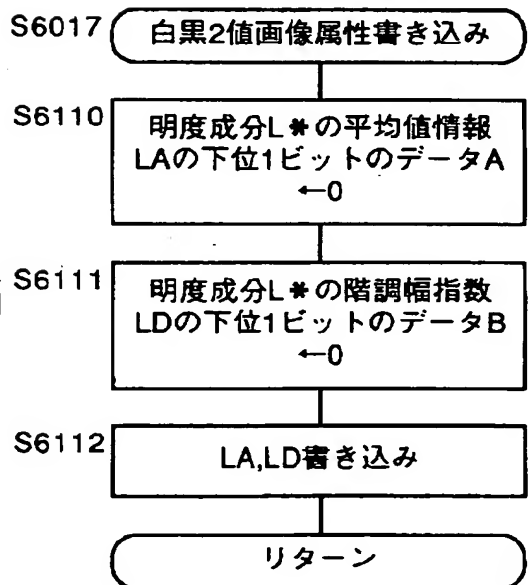 S6017 白黒2値画像属性書き込み
S6110 明度成分L*の平均値情報
LAの下位1ビットのデータA
←0
S6111 明度成分L*の階調幅指数
LDの下位1ビットのデータB
←0
S6112 LA,LD書き込み
リターン